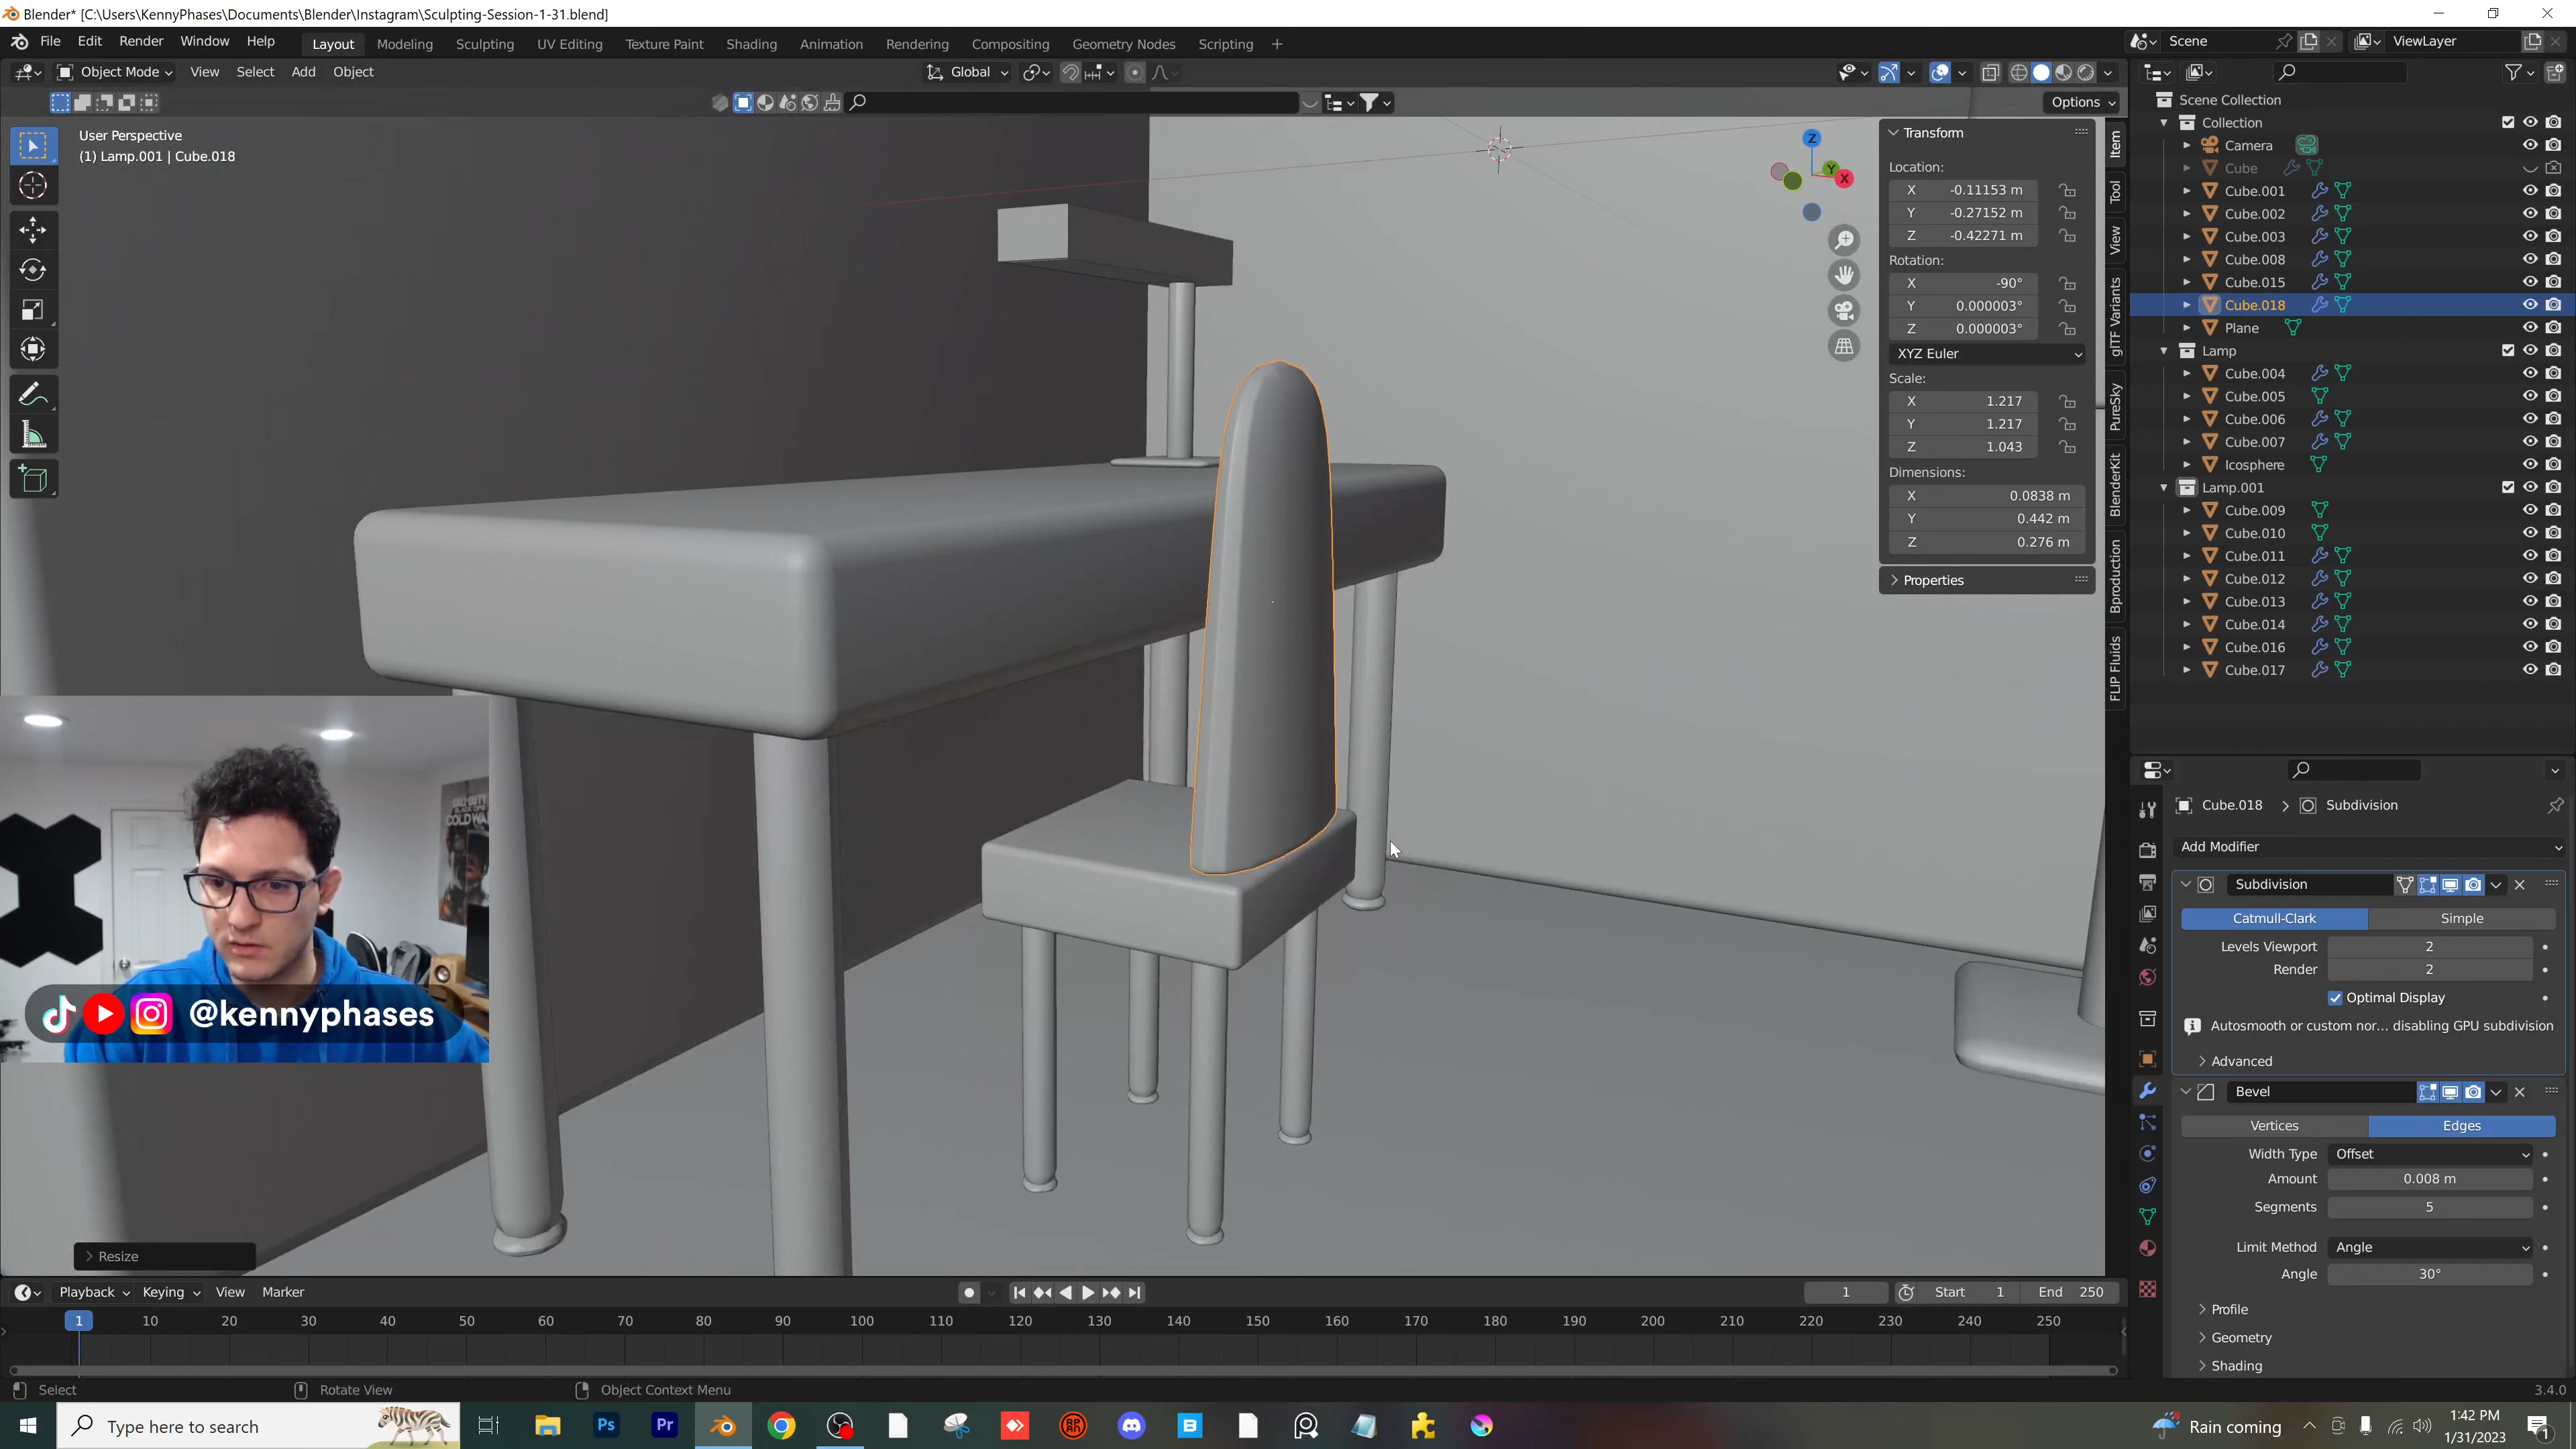 Blender* [C:\Users\KennyPhases\Documents\Blender\Instagram\Sculpting-Session-1-31.blend]
File Edit Render Window Help Layout Modeling Sculpting UV Editing Texture Paint Shading Animation Rendering Compositing Geometry Nodes Scripting + Scene ViewLayer
Object Mode View Select Add Object Global
Options
User Perspective
(1) Lamp.001 | Cube.018
Z
Y
X
Transform
Location:
X -0.11153 m
Y -0.27152 m
Z -0.42271 m
Rotation:
X -90°
Y 0.000003°
Z 0.000003°
XYZ Euler
Scale:
X 1.217
Y 1.217
Z 1.043
Dimensions:
X 0.0838 m
Y 0.442 m
Z 0.276 m
Properties
Item
Tool
View
glTF Variants
PureSky
BlenderKit
Bproduction
FLIP Fluids
Scene Collection
Collection
Camera
Cube
Cube.001
Cube.002
Cube.003
Cube.008
Cube.015
Cube.018
Plane
Lamp
Cube.004
Cube.005
Cube.006
Cube.007
Icosphere
Lamp.001
Cube.009
Cube.010
Cube.011
Cube.012
Cube.013
Cube.014
Cube.016
Cube.017
Cube.018 Subdivision
Add Modifier
Subdivision
Catmull-Clark Simple
Levels Viewport 2
Render 2
Optimal Display
Autosmooth or custom nor... disabling GPU subdivision
Advanced
Bevel
Vertices Edges
Width Type Offset
Amount 0.008 m
Segments 5
Limit Method Angle
Angle 30°
Profile
Geometry
Shading
CALL OF DUTY
COLD WAR
@kennyphases
Resize
Playback Keying View Marker 1 Start 1 End 250
1 10 20 30 40 50 60 70 80 90 100 110 120 130 140 150 160 170 180 190 200 210 220 230 240 250
Select Rotate View Object Context Menu 3.4.0
Type here to search
Ps
Pr
B
Rain coming
1:42 PM
1/31/2023
1